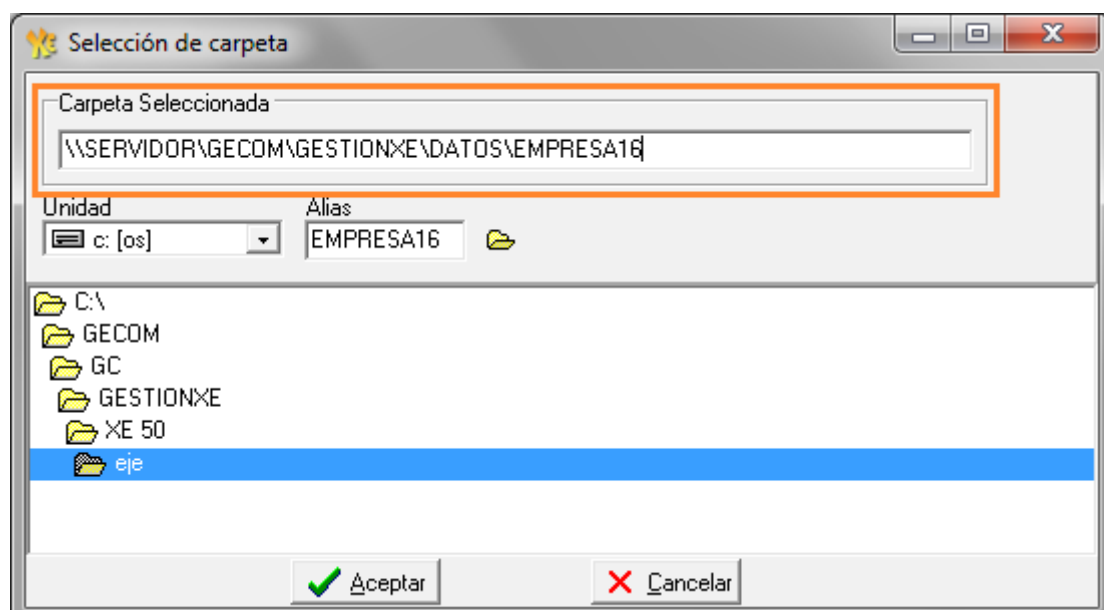 Selección de carpeta
Carpeta Seleccionada
\\SERVIDOR\GECOM\GESTIONXE\DATOS\EMPRESA16
Unidad Alias
c: [os] EMPRESA16
C:\
GECOM
GC
GESTIONXE
XE 50
eje
Aceptar Cancelar